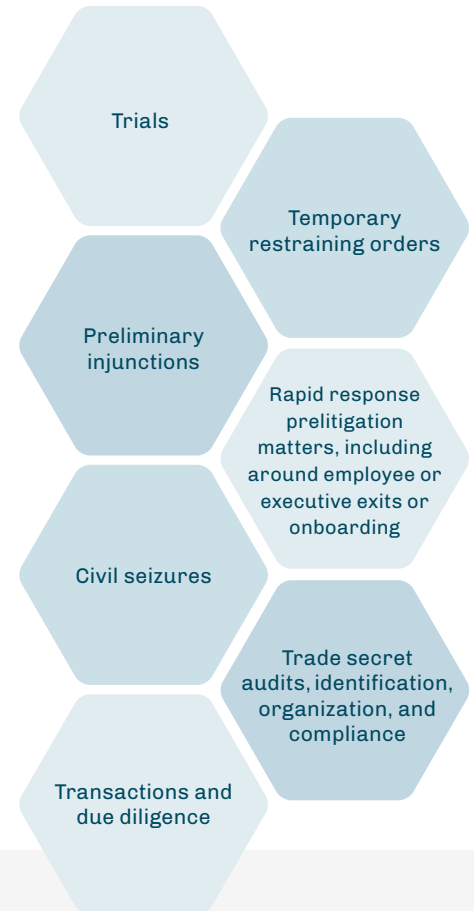 Trials
Temporary
restraining orders
Preliminary
injunctions
Rapid response
prelitigation
matters, including
around employee or
executive exits or
onboarding
Civil seizures
Trade secret
audits, identification,
organization, and
compliance
Transactions and
due diligence